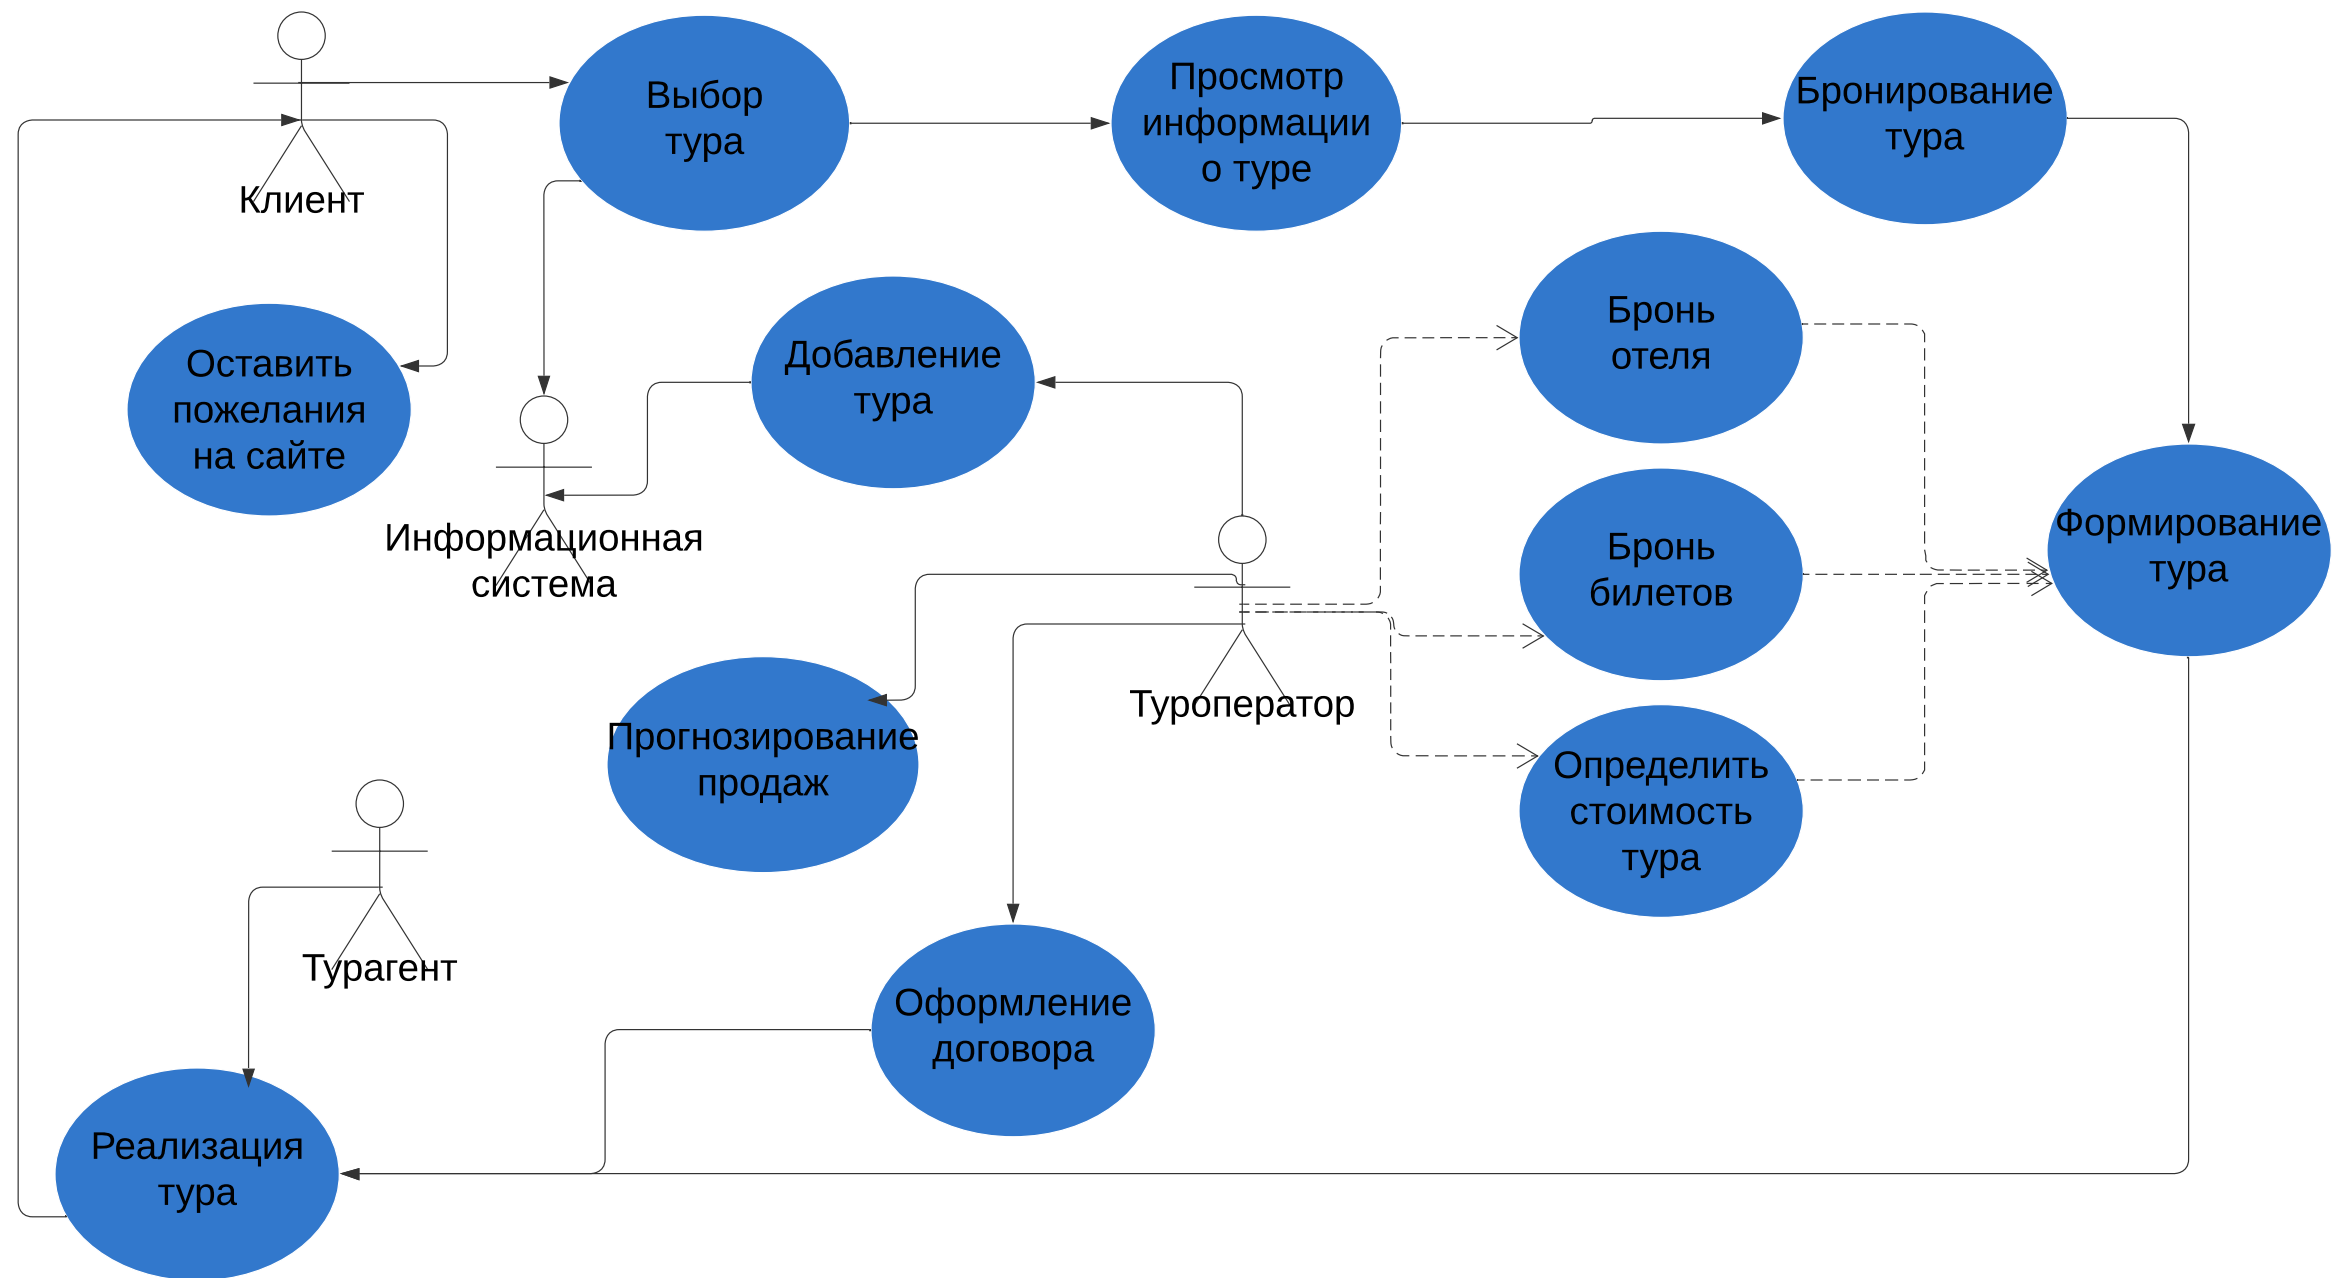 Клиент
Выбор
тура
Просмотр
информации
о туре
Бронирование
тура
Оставить
пожелания
на сайте
Информационная
система
Добавление
тура
Бронь
отеля
Бронь
билетов
Формирование
тура
Туроператор
Прогнозирование
продаж
Определить
стоимость
тура
Турагент
Оформление
договора
Реализация
тура